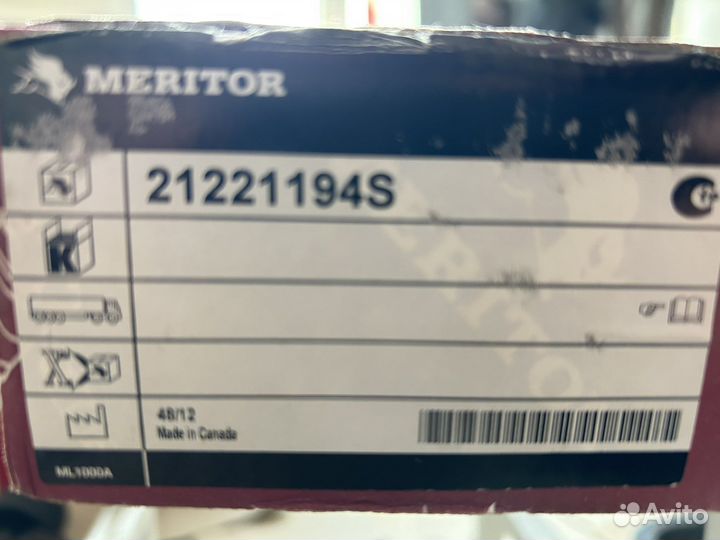 MERITOR
21221194S
K
48/12
Made in Canada
ML1000A
Avito